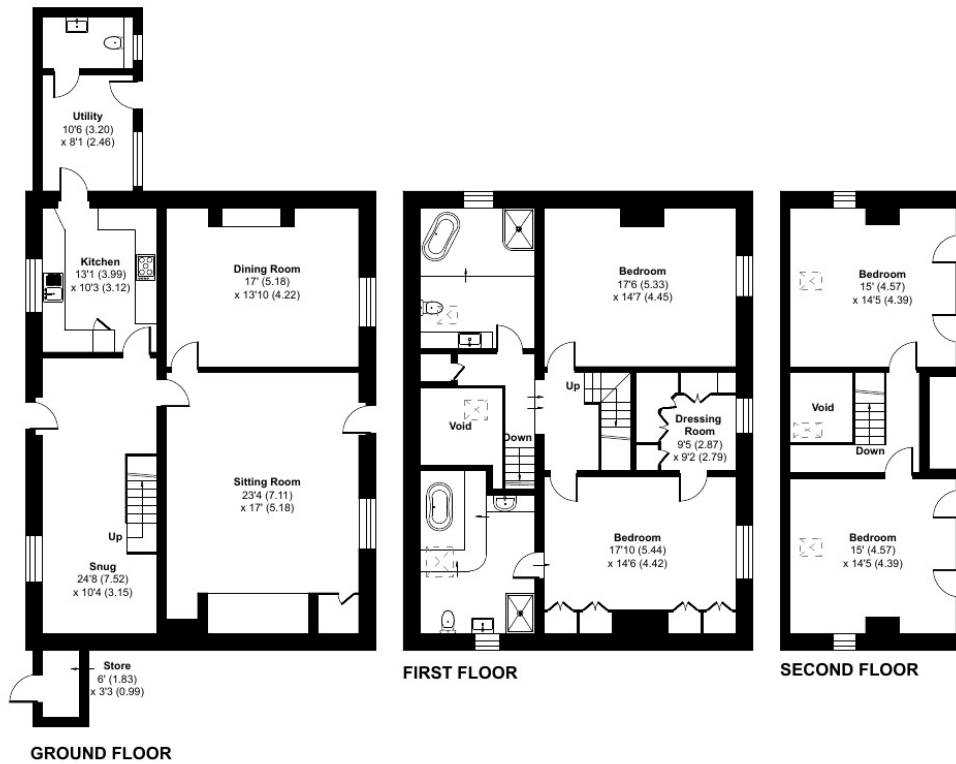 Utility
10'6 (3.20)
x 8'1 (2.46)
Kitchen
13'1 (3.99)
x 10'3 (3.12)
Dining Room
17' (5.18)
x 13'10 (4.22)
Sitting Room
23'4 (7.11)
x 17' (5.18)
Up
Snug
24'8 (7.52)
x 10'4 (3.15)
Store
6' (1.83)
x 3'3 (0.99)
GROUND FLOOR
Bedroom
17'6 (5.33)
x 14'7 (4.45)
Up
Void
Down
Dressing
Room
9'5 (2.87)
x 9'2 (2.79)
Bedroom
17'10 (5.44)
x 14'6 (4.42)
FIRST FLOOR
Bedroom
15' (4.57)
x 14'5 (4.39)
Void
Down
Bedroom
15' (4.57)
x 14'5 (4.39)
SECOND FLOOR